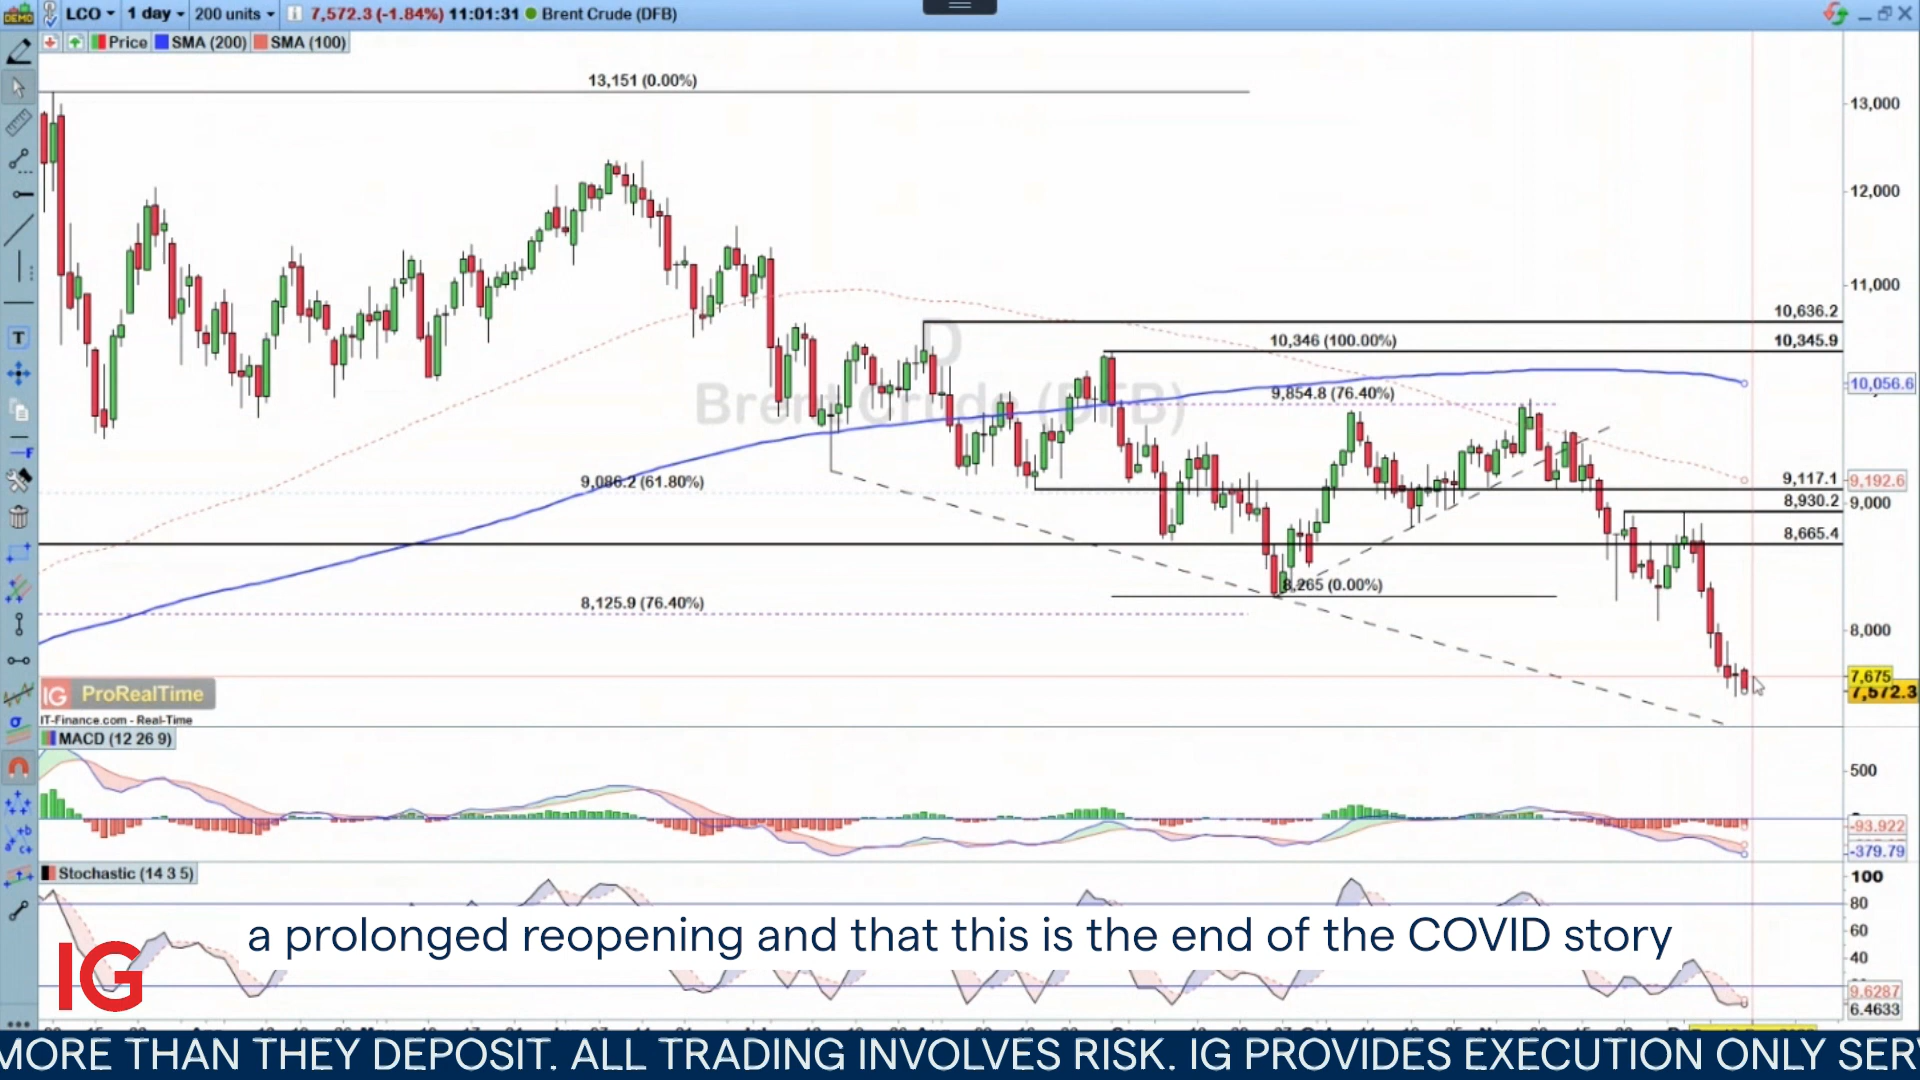 DEMO LCO 1 day 200 units i 7,572.3 (-1.84%) 11:01:31 Brent Crude (DFB)
Price SMA (200) SMA (100)
13,151 (0.00%)
13,000
12,000
11,000
10,636.2
10,346 (100.00%)
10,345.9
D
9,854.8 (76.40%)
10,056.6
Brent Crude (DFB)
9,086.2 (61.80%)
9,117.1
9,192.6
8,930.2
9,000
8,665.4
8,265 (0.00%)
8,125.9 (76.40%)
8,000
7,675
7,572.3
IG ProRealTime
IT-Finance.com - Real-Time
MACD (12 26 9)
500
-93.922
-379.79
Stochastic (14 3 5)
100
80
60
40
9.6287
6.4633
a prolonged reopening and that this is the end of the COVID story
IG
MORE THAN THEY DEPOSIT. ALL TRADING INVOLVES RISK. IG PROVIDES EXECUTION ONLY SER